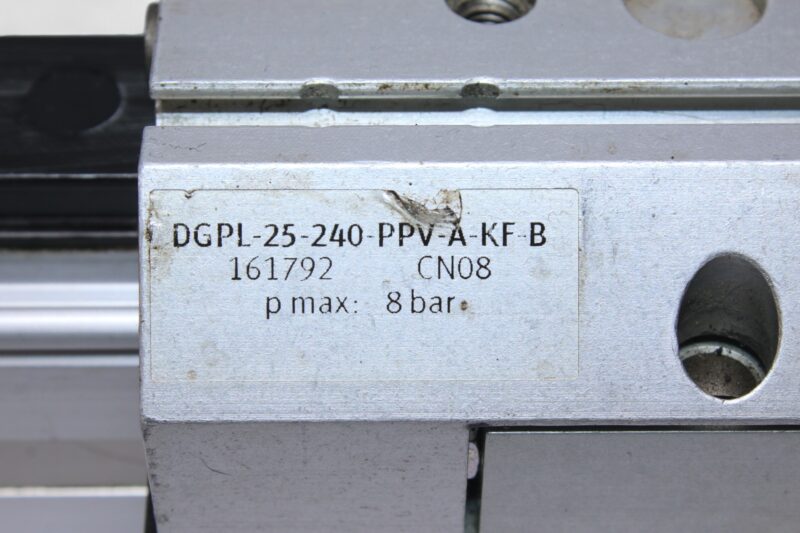 DGPL-25-240-PPV-A-KF-B
161792 CN08
p max: 8 bar